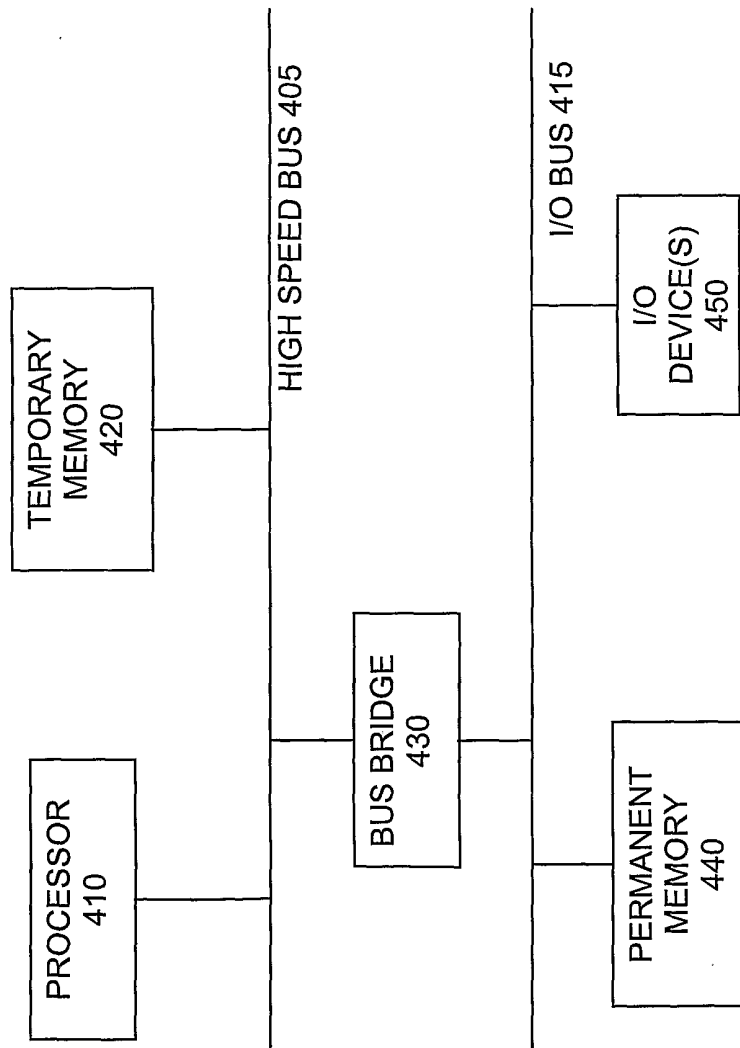 PROCESSOR
410
TEMPORARY
MEMORY
420
HIGH SPEED BUS 405
BUS BRIDGE
430
I/O BUS 415
PERMANENT
MEMORY
440
I/O
DEVICE(S)
450